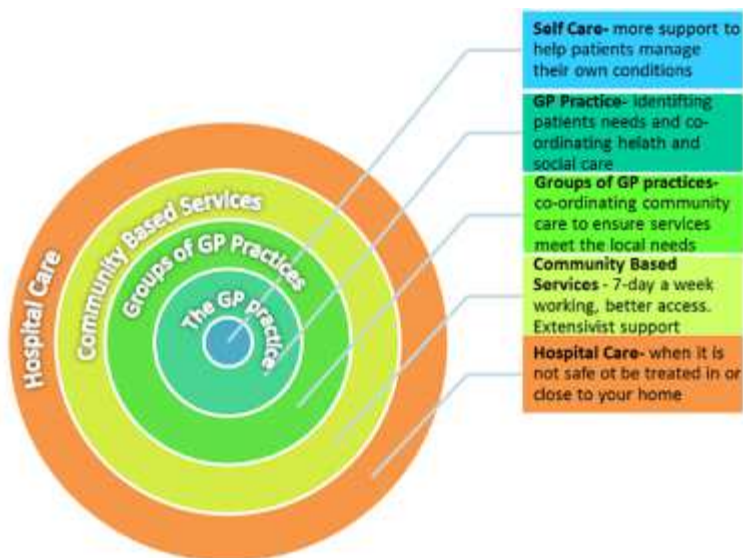 Self Care- more support to
help patients manage
their own conditions
GP Practice- Identifting
patients needs and co-
ordinating helath and
social care
Groups of GP practices-
co-ordinating community
care to ensure services
meet the local needs
Community Based
Services - 7-day a week
working, better access.
Extensivist support
Hospital Care- when it is
not safe ot be treated in or
close to your home
Hospital Care
Community Based Services
Groups of GP Practices
The GP practice